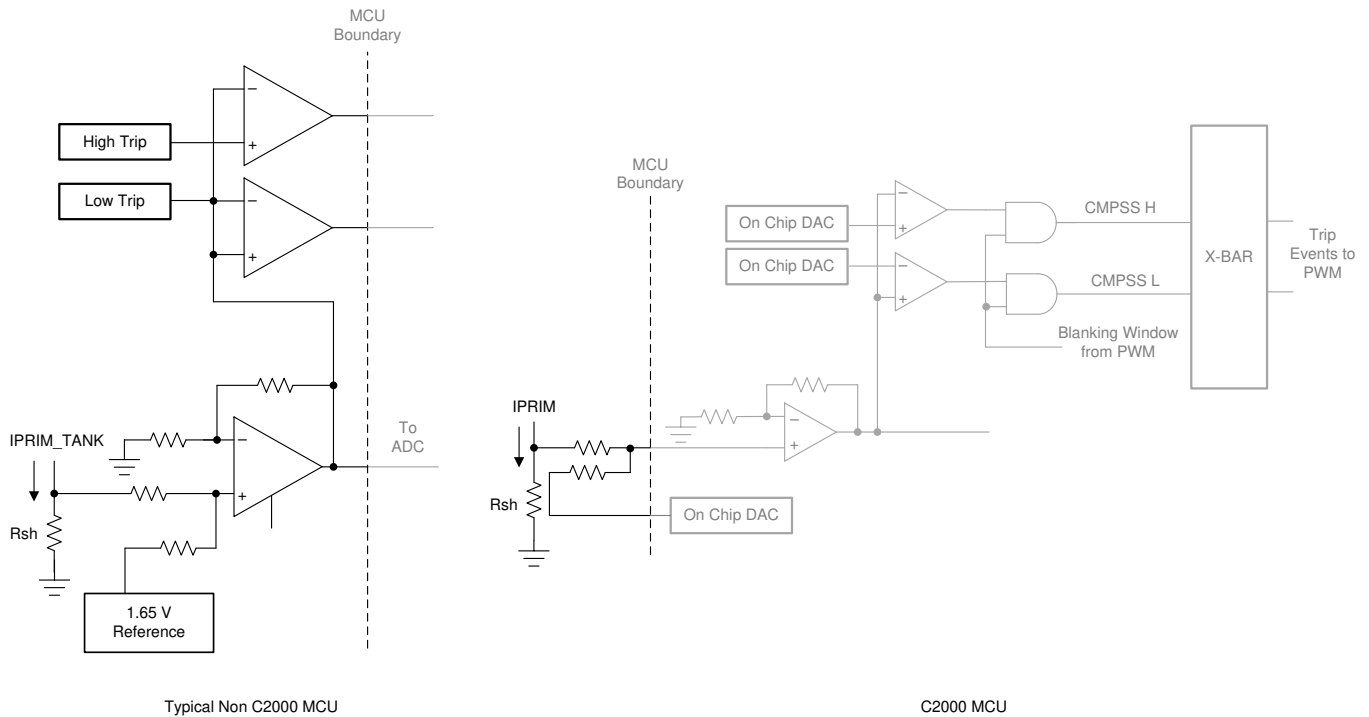 MCU
Boundary
High Trip
Low Trip
−
+
−
+
To
ADC
IPRIM_TANK
−
+
Rsh
1.65 V
Reference
Typical Non C2000 MCU
MCU
Boundary
On Chip DAC
On Chip DAC
−
+
−
+
CMPSS H
CMPSS L
X-BAR
Trip
Events to
PWM
Blanking Window
from PWM
IPRIM
−
+
Rsh
On Chip DAC
C2000 MCU